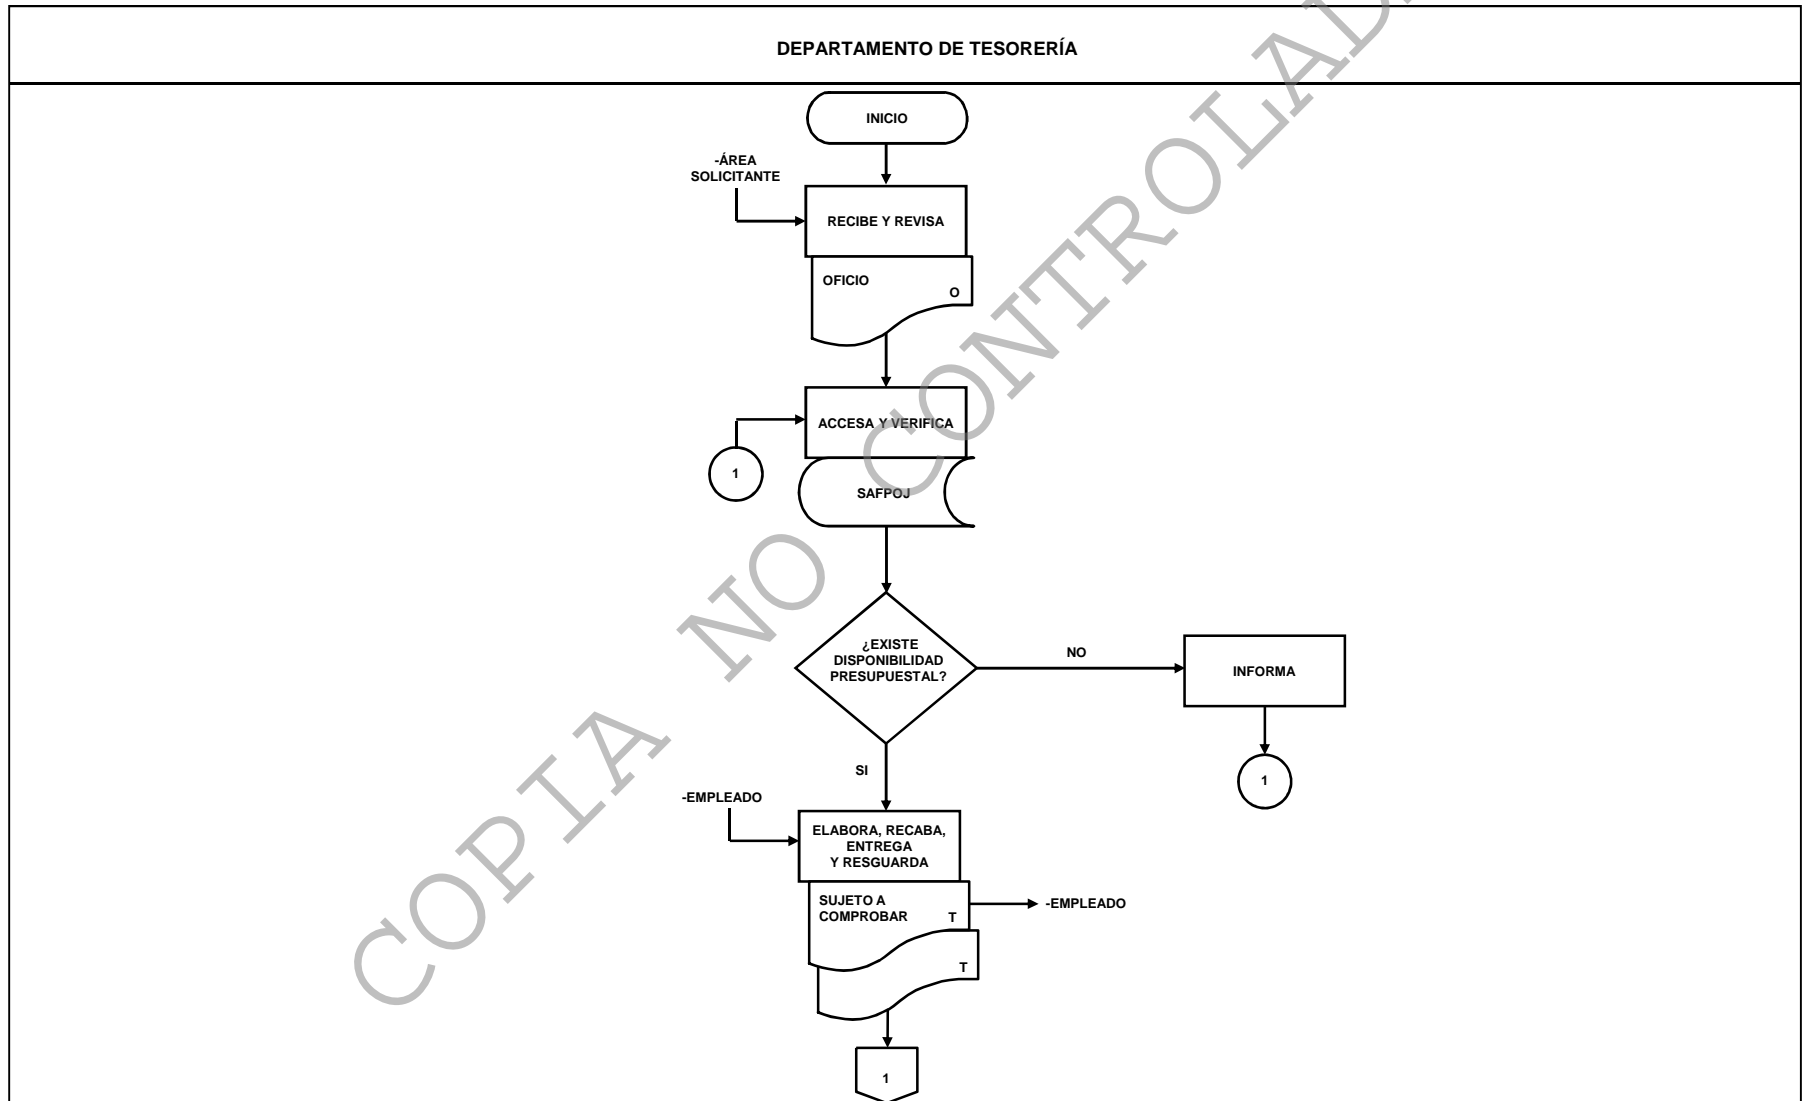 DEPARTAMENTO DE TESORERÍA
INICIO
-ÁREA
SOLICITANTE
RECIBE Y REVISA
OFICIO
O
ACCESA Y VERIFICA
1
SAFPOJ
¿EXISTE
DISPONIBILIDAD
PRESUPUESTAL?
NO
INFORMA
1
SI
-EMPLEADO
ELABORA, RECABA,
ENTREGA
Y RESGUARDA
SUJETO A
COMPROBAR
T
-EMPLEADO
T
1
COPIA NO CONTROLAD